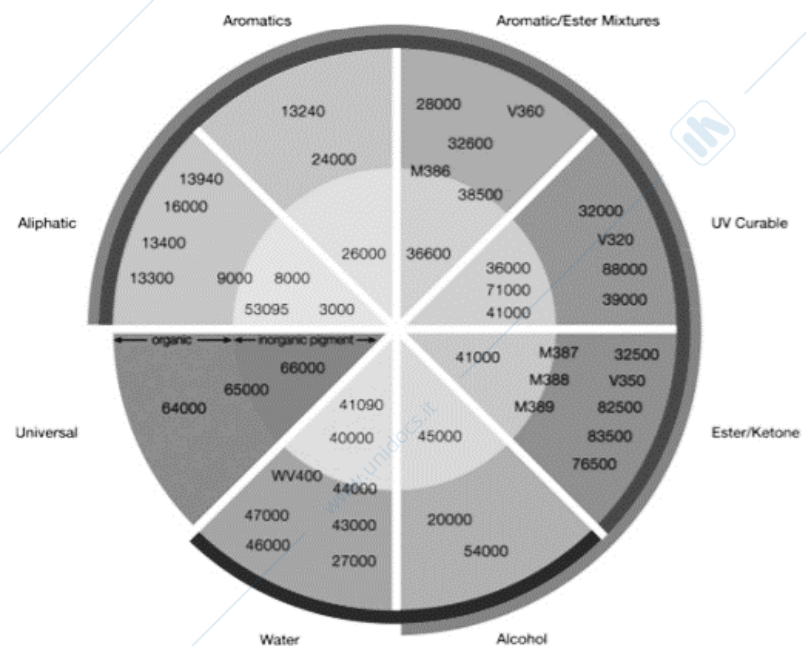 Aromatics
Aromatic/Ester Mixtures
13240
28000
V360
24000
32600
M386
38500
13940
16000
Aliphatic
13400
13300
9000
8000
26000
53095
3000
36600
32000
UV Curable
V320
36000
88000
71000
39000
41000
organic
inorganic pigment
66000
65000
64000
Universal
41090
40000
41000
M387
32500
M388
V350
M389
82500
Ester/Ketone
45000
83500
76500
WV400
44000
47000
43000
46000
27000
20000
54000
Water
Alcohol
www.unidocs.it